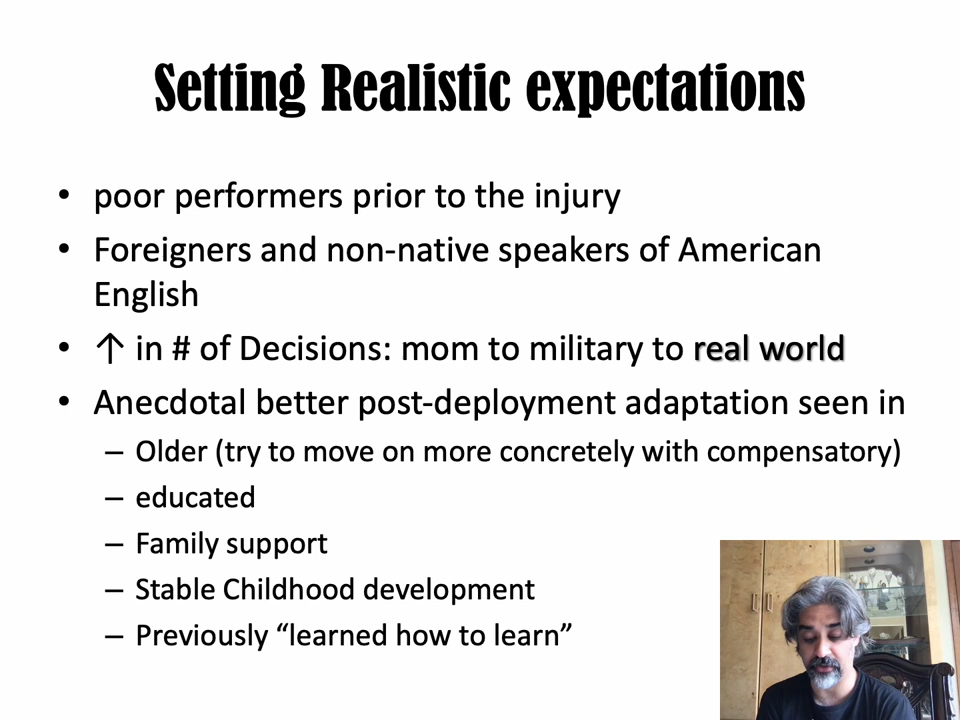 Setting Realistic expectations
• poor performers prior to the injury
• Foreigners and non-native speakers of American
English
• ↑ in # of Decisions: mom to military to real world
• Anecdotal better post-deployment adaptation seen in
– Older (try to move on more concretely with compensatory)
– educated
– Family support
– Stable Childhood development
– Previously “learned how to learn”